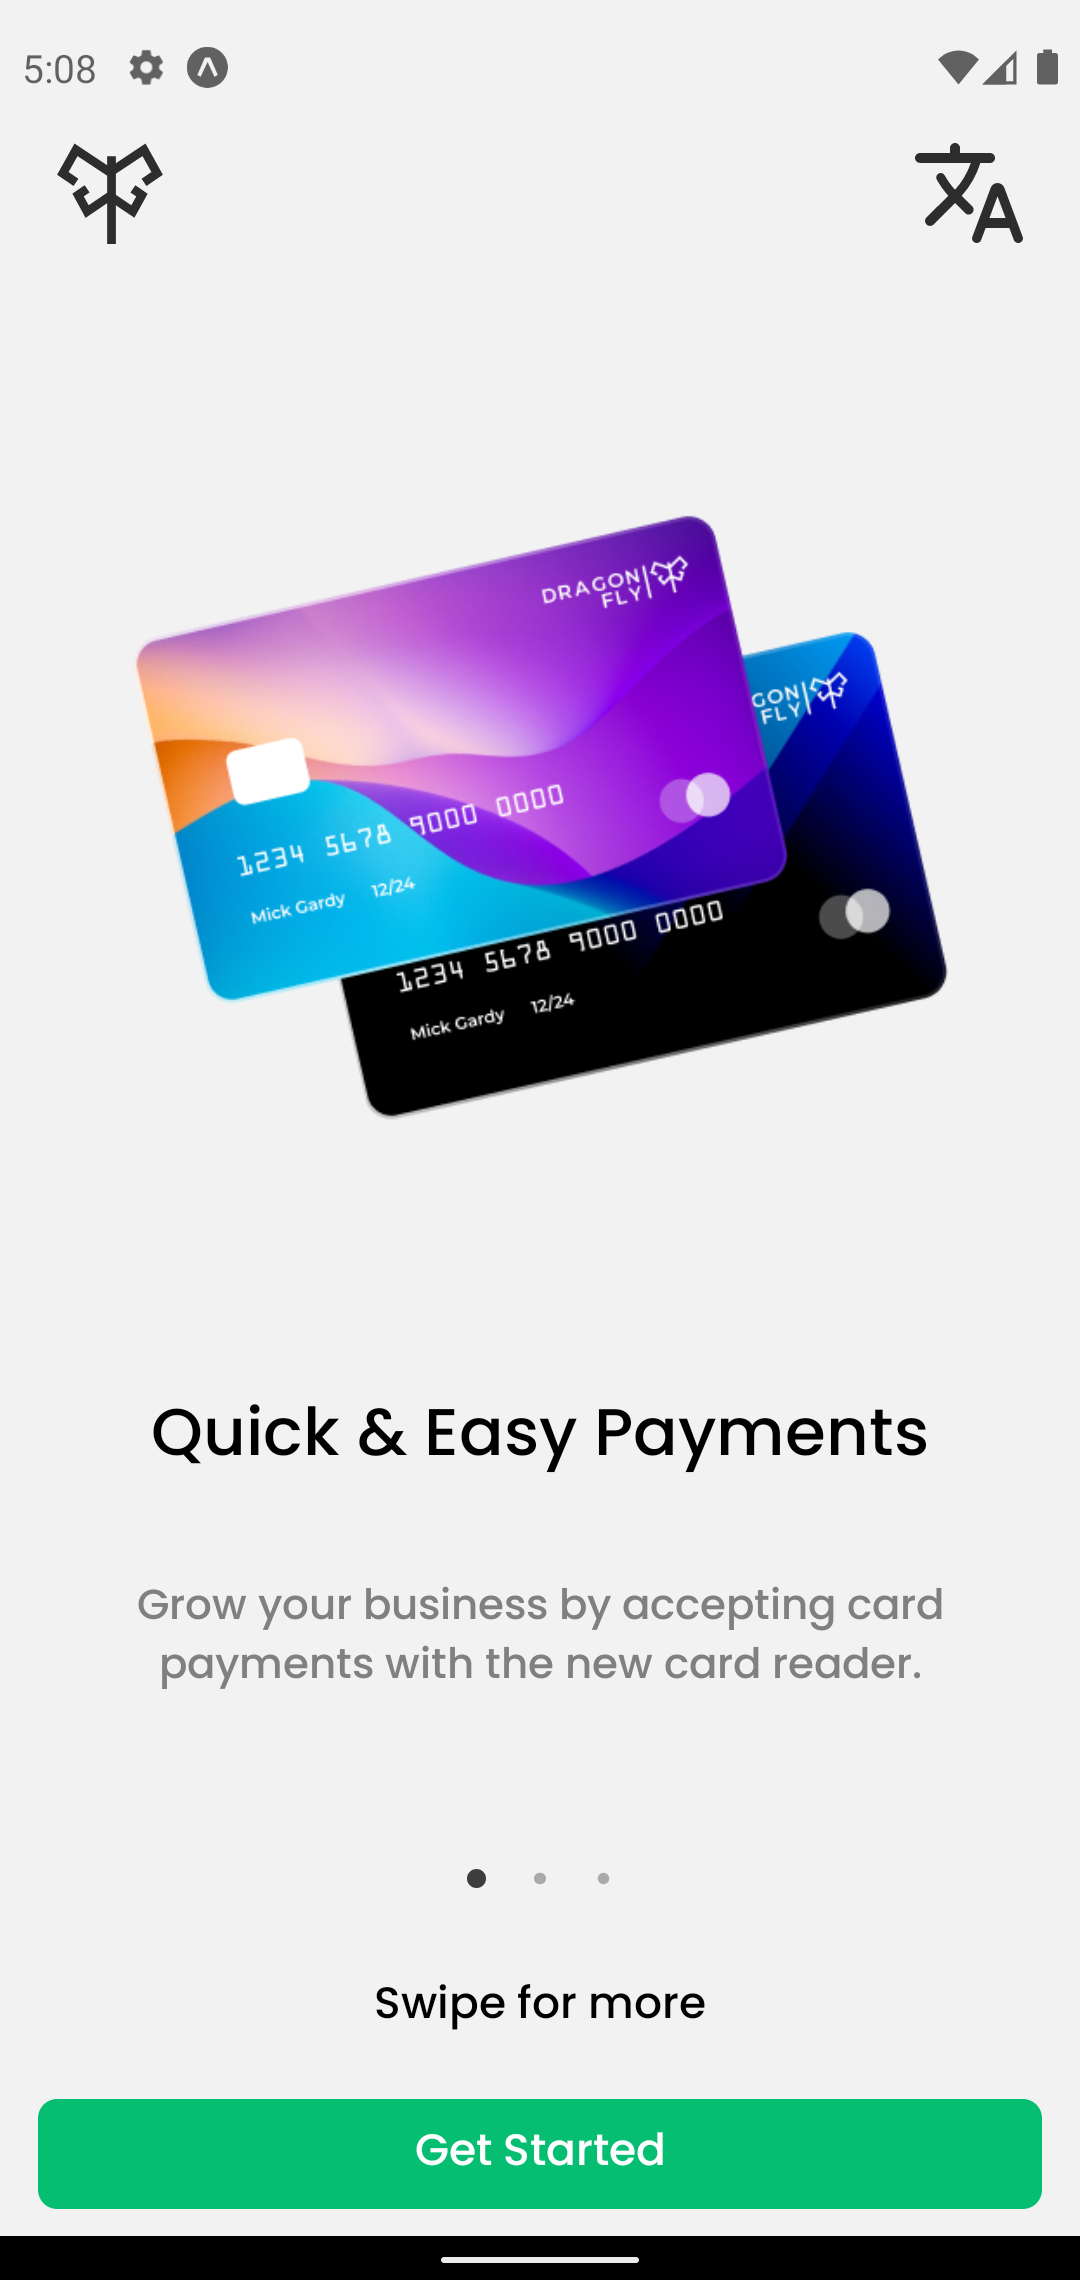 5:08
DRAGON
FLY
GON
FLY
1234 5678 9000 0000
Mick Gardy 12/24
1234 5678 9000 0000
Mick Gardy 12/24
Quick & Easy Payments
Grow your business by accepting card
payments with the new card reader.
Swipe for more
Get Started